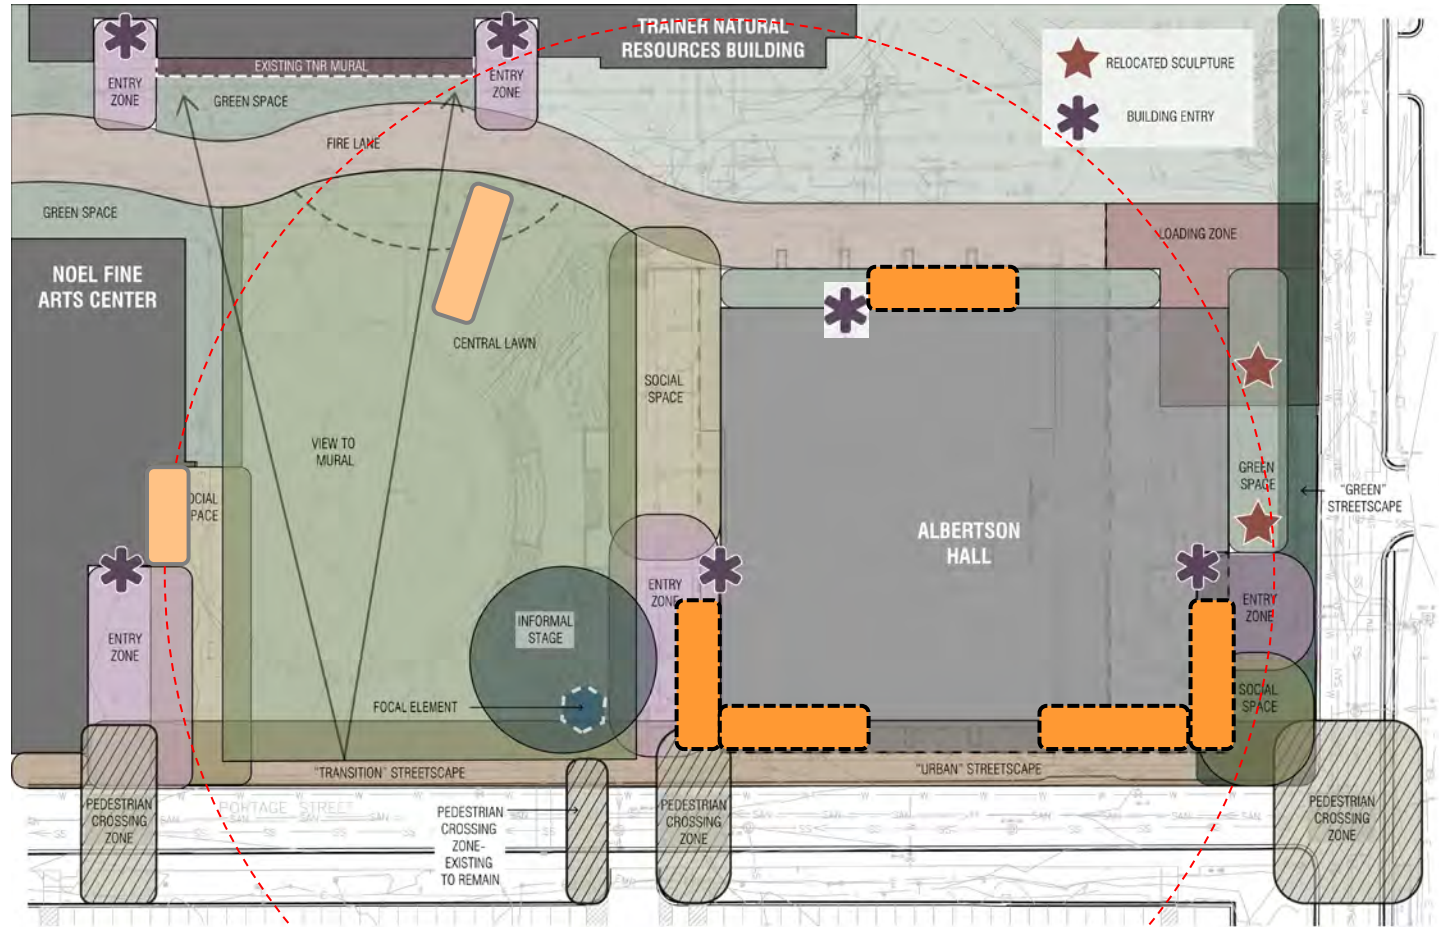 TRAINER NATURAL
RESOURCES BUILDING
EXISTING TNR MURAL
ENTRY
ZONE
ENTRY
ZONE
GREEN SPACE
FIRE LANE
RELOCATED SCULPTURE
BUILDING ENTRY
GREEN SPACE
LOADING ZONE
NOEL FINE
ARTS CENTER
CENTRAL LAWN
SOCIAL
SPACE
VIEW TO
MURAL
GREEN
SPACE
"GREEN"
STREETSCAPE
OCIAL
PACE
ALBERTSON
HALL
ENTRY
ZONE
ENTRY
ZONE
INFORMAL
STAGE
ENTRY
ZONE
SOCIAL
SPACE
FOCAL ELEMENT
"TRANSITION" STREETSCAPE
"URBAN" STREETSCAPE
PORTAGE STREET
PEDESTRIAN
CROSSING
ZONE
PEDESTRIAN
CROSSING
ZONE-
EXISTING
TO REMAIN
PEDESTRIAN
CROSSING
ZONE
PEDESTRIAN
CROSSING
ZONE